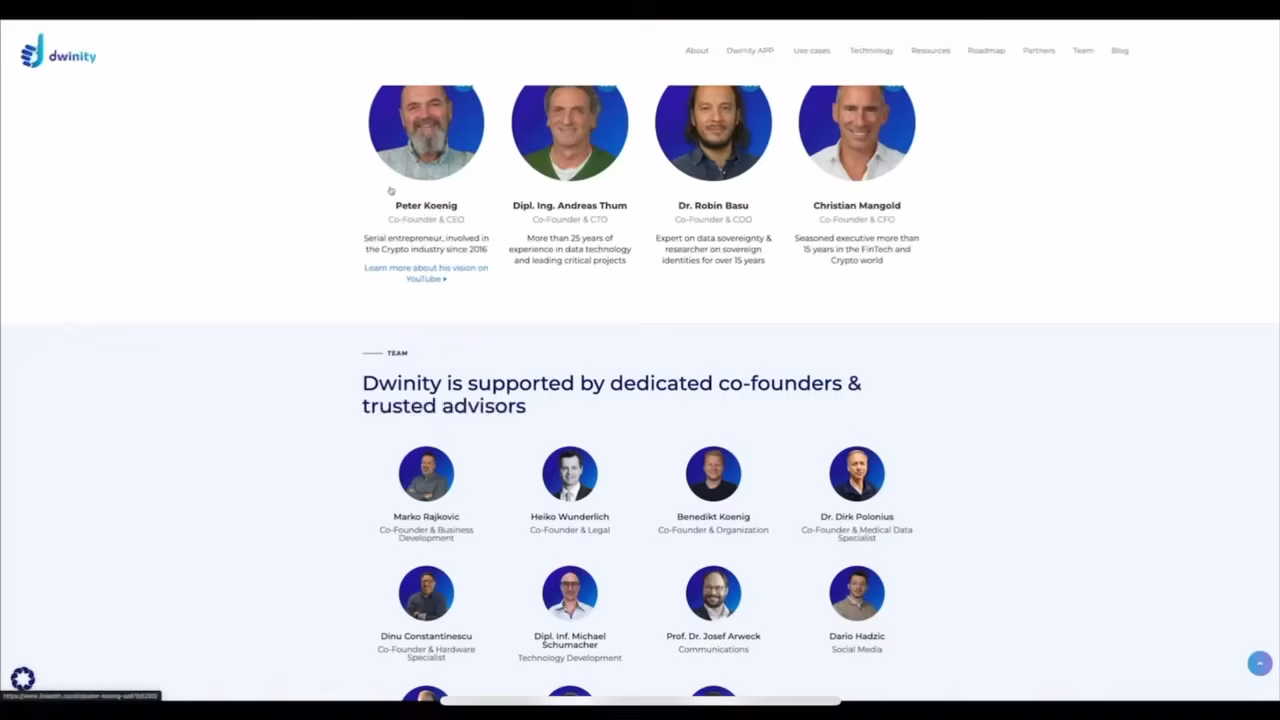 dwinity
About Dwinity APP Use cases Technology Resources Roadmap Partners Team Blog
Peter Koenig
Co-Founder & CEO
Serial entrepreneur, involved in
the Crypto industry since 2016
Learn more about his vision on
YouTube ▸
Dipl. Ing. Andreas Thum
Co-Founder & CTO
More than 25 years of
experience in data technology
and leading critical projects
Dr. Robin Basu
Co-Founder & CDO
Expert on data sovereignty &
researcher on sovereign
identities for over 15 years
Christian Mangold
Co-Founder & CFO
Seasoned executive more than
15 years in the FinTech and
Crypto world
TEAM
Dwinity is supported by dedicated co-founders &
trusted advisors
Marko Rajkovic
Co-Founder & Business
Development
Heiko Wunderlich
Co-Founder & Legal
Benedikt Koenig
Co-Founder & Organization
Dr. Dirk Polonius
Co-Founder & Medical Data
Specialist
Dinu Constantinescu
Co-Founder & Hardware
Specialist
Dipl. Inf. Michael
Schumacher
Technology Development
Prof. Dr. Josef Arweck
Communications
Dario Hadzic
Social Media